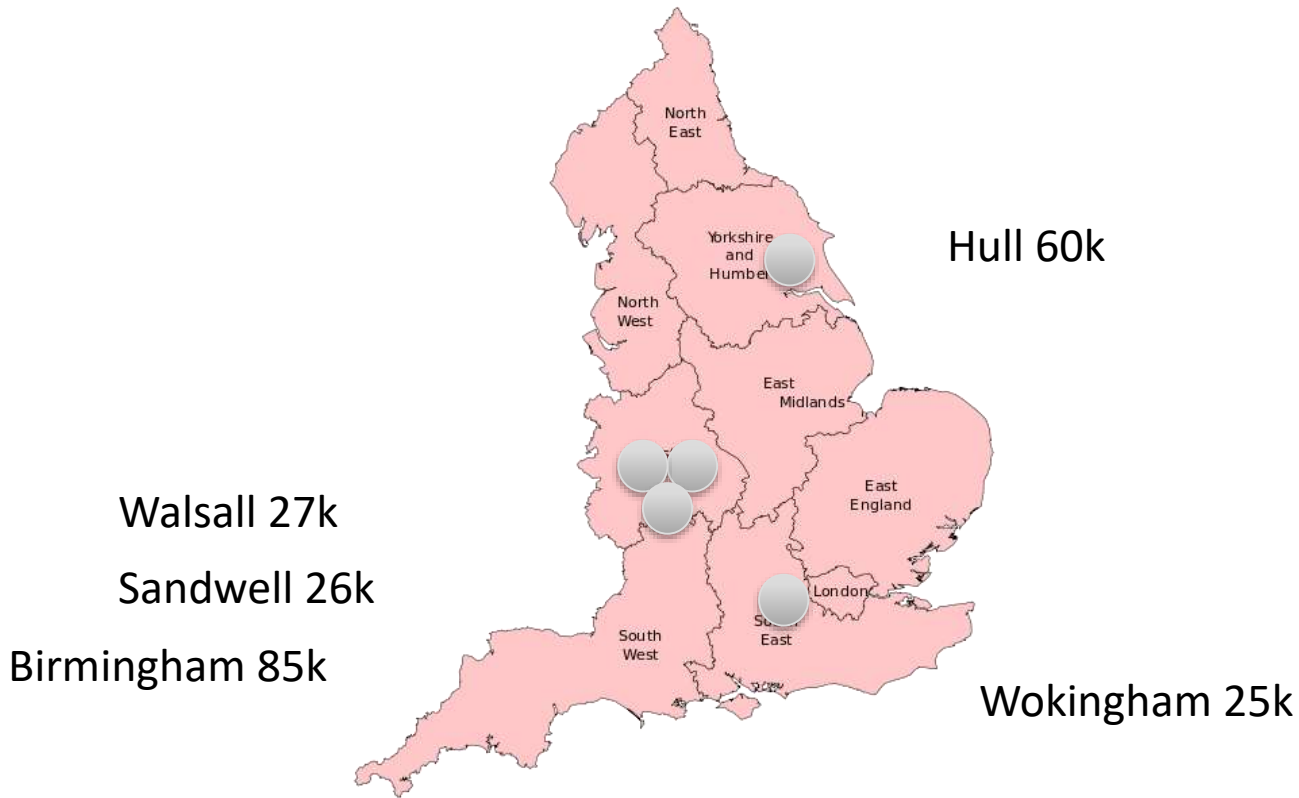 North
East
Yorkshire
and
Humber
Hull 60k
North
West
East
Midlands
East
England
Walsall 27k
Sandwell 26k
Birmingham 85k
London
South
West
East
Wokingham 25k